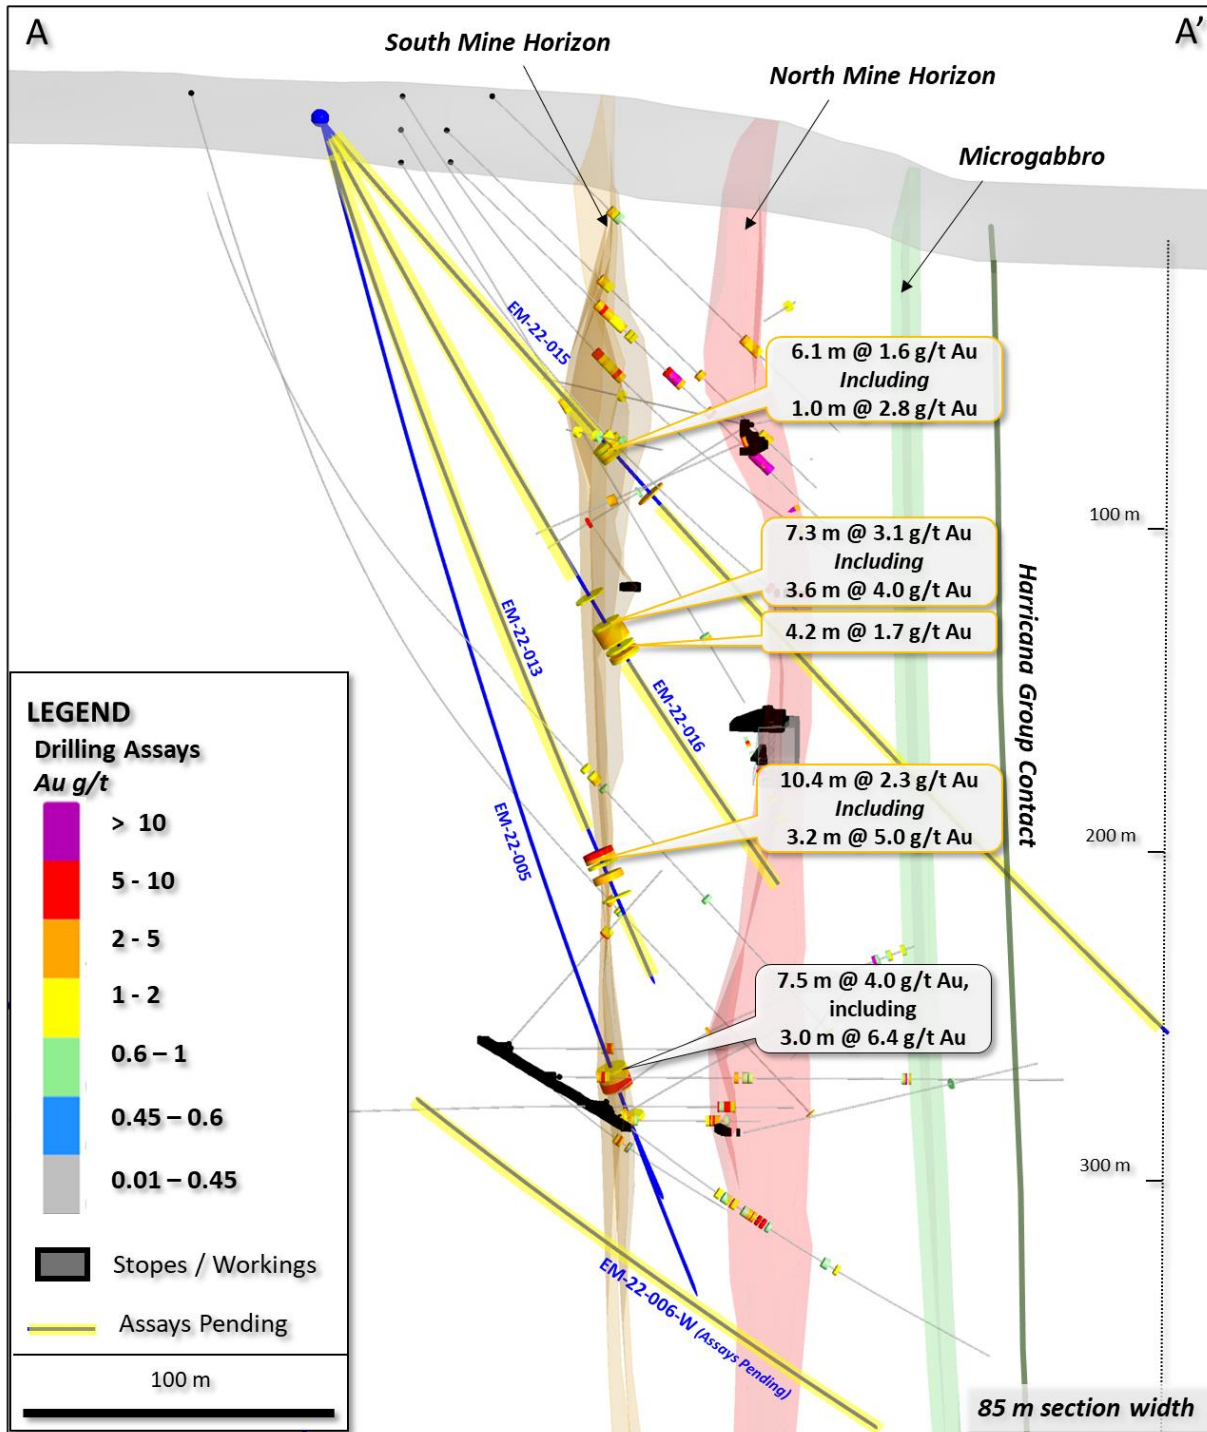 A
A'
South Mine Horizon
North Mine Horizon
Microgabbro
EM-22-015
6.1 m @ 1.6 g/t Au
Including
1.0 m @ 2.8 g/t Au
100 m
7.3 m @ 3.1 g/t Au
Including
3.6 m @ 4.0 g/t Au
4.2 m @ 1.7 g/t Au
Harricana Group Contact
EM-22-013
EM-22-016
EM-22-005
10.4 m @ 2.3 g/t Au
Including
3.2 m @ 5.0 g/t Au
200 m
7.5 m @ 4.0 g/t Au,
including
3.0 m @ 6.4 g/t Au
300 m
EM-22-006-W (Assays Pending)
85 m section width
LEGEND
Drilling Assays
Au g/t
> 10
5 - 10
2 - 5
1 - 2
0.6 – 1
0.45 – 0.6
0.01 – 0.45
Stopes / Workings
Assays Pending
100 m